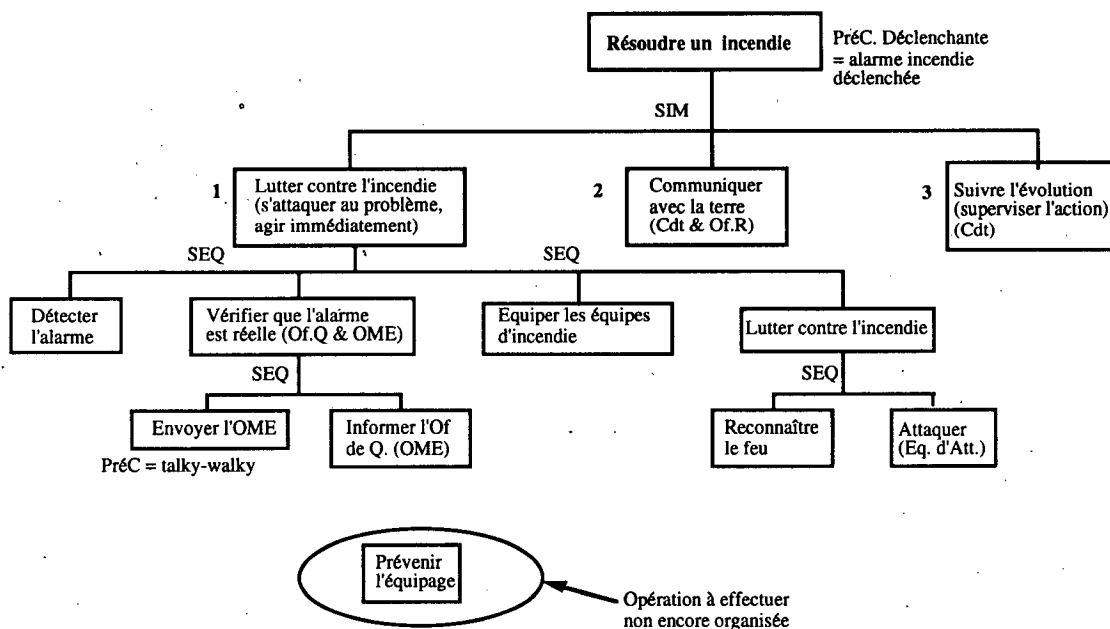 Résoudre un incendie
PréC. Déclenchante
= alarme incendie
déclenchée
SIM
1
Lutter contre l'incendie
(s'attaquer au problème,
agir immédiatement)
2
Communiquer
avec la terre
(Cdt & Of.R)
3
Suivre l'évolution
(superviser l'action)
(Cdt)
SEQ
SEQ
Détecter
l'alarme
Vérifier que l'alarme
est réelle (Of.Q & OME)
Equiper les équipes
d'incendie
Lutter contre l'incendie
SEQ
SEQ
Envoyer l'OME
PréC = talky-walky
Informer l'Of
de Q. (OME)
Reconnaître
le feu
Attaquer
(Eq. d'Att.)
Prévenir
l'équipage
Opération à effectuer
non encore organisée